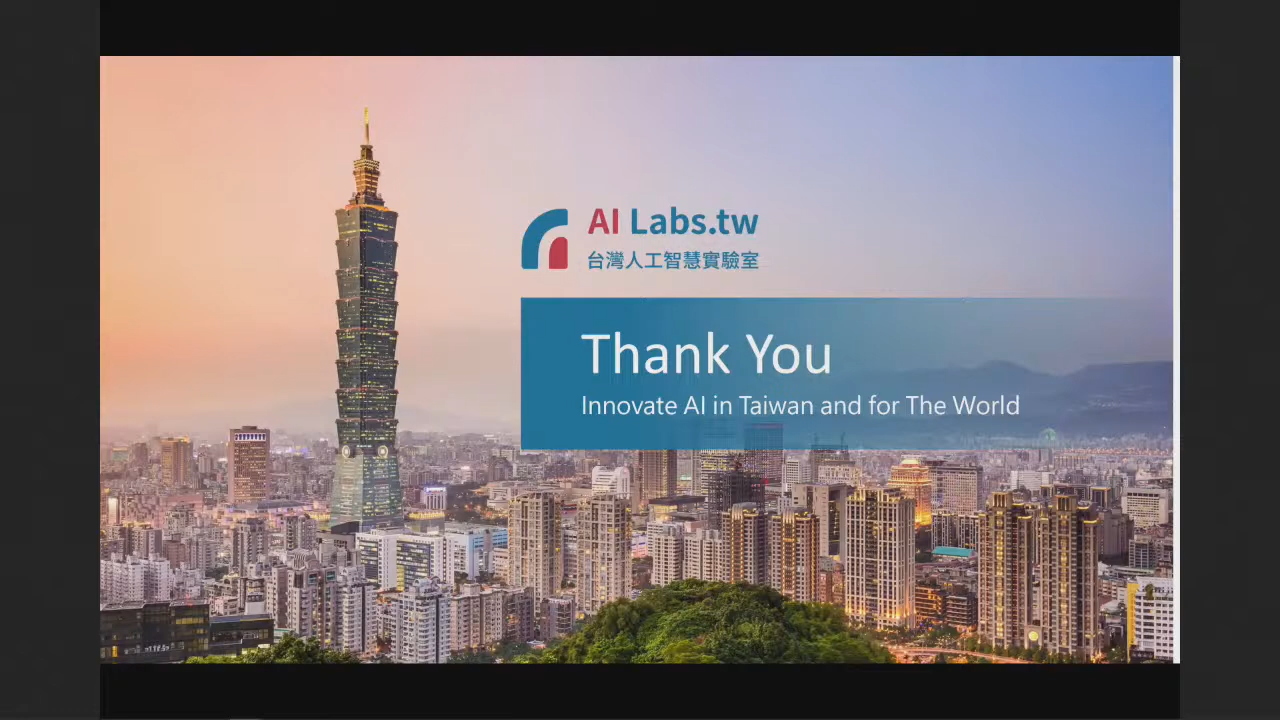 AI Labs.tw
台灣人工智慧實驗室
Thank You
Innovate AI in Taiwan and for The World